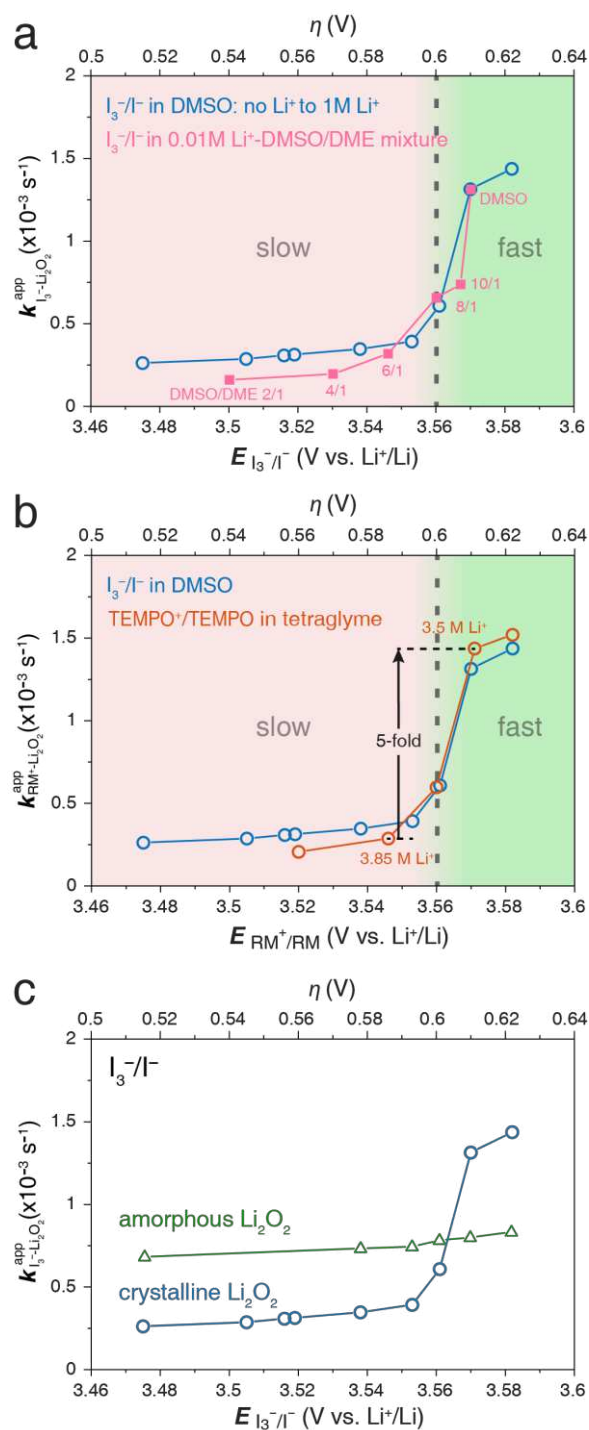 a
η (V)
0.5 0.52 0.54 0.56 0.58 0.6 0.62 0.64
I₃⁻/I⁻ in DMSO: no Li⁺ to 1M Li⁺
I₃⁻/I⁻ in 0.01M Li⁺-DMSO/DME mixture
2
1.5
1
0.5
0
k^app_I₃⁻-Li₂O₂ (x10⁻³ s⁻¹)
slow
fast
DMSO
10/1
8/1
6/1
4/1
DMSO/DME 2/1
3.46 3.48 3.5 3.52 3.54 3.56 3.58 3.6
E I₃⁻/I⁻ (V vs. Li⁺/Li)
b
η (V)
0.5 0.52 0.54 0.56 0.58 0.6 0.62 0.64
I₃⁻/I⁻ in DMSO
TEMPO⁺/TEMPO in tetraglyme
2
1.5
1
0.5
0
k^app_RM⁺-Li₂O₂ (x10⁻³ s⁻¹)
3.5 M Li⁺
slow
fast
5-fold
3.85 M Li⁺
3.46 3.48 3.5 3.52 3.54 3.56 3.58 3.6
E RM⁺/RM (V vs. Li⁺/Li)
c
η (V)
0.5 0.52 0.54 0.56 0.58 0.6 0.62 0.64
I₃⁻/I⁻
2
1.5
1
0.5
0
k^app_I₃⁻-Li₂O₂ (x10⁻³ s⁻¹)
amorphous Li₂O₂
crystalline Li₂O₂
3.46 3.48 3.5 3.52 3.54 3.56 3.58 3.6
E I₃⁻/I⁻ (V vs. Li⁺/Li)